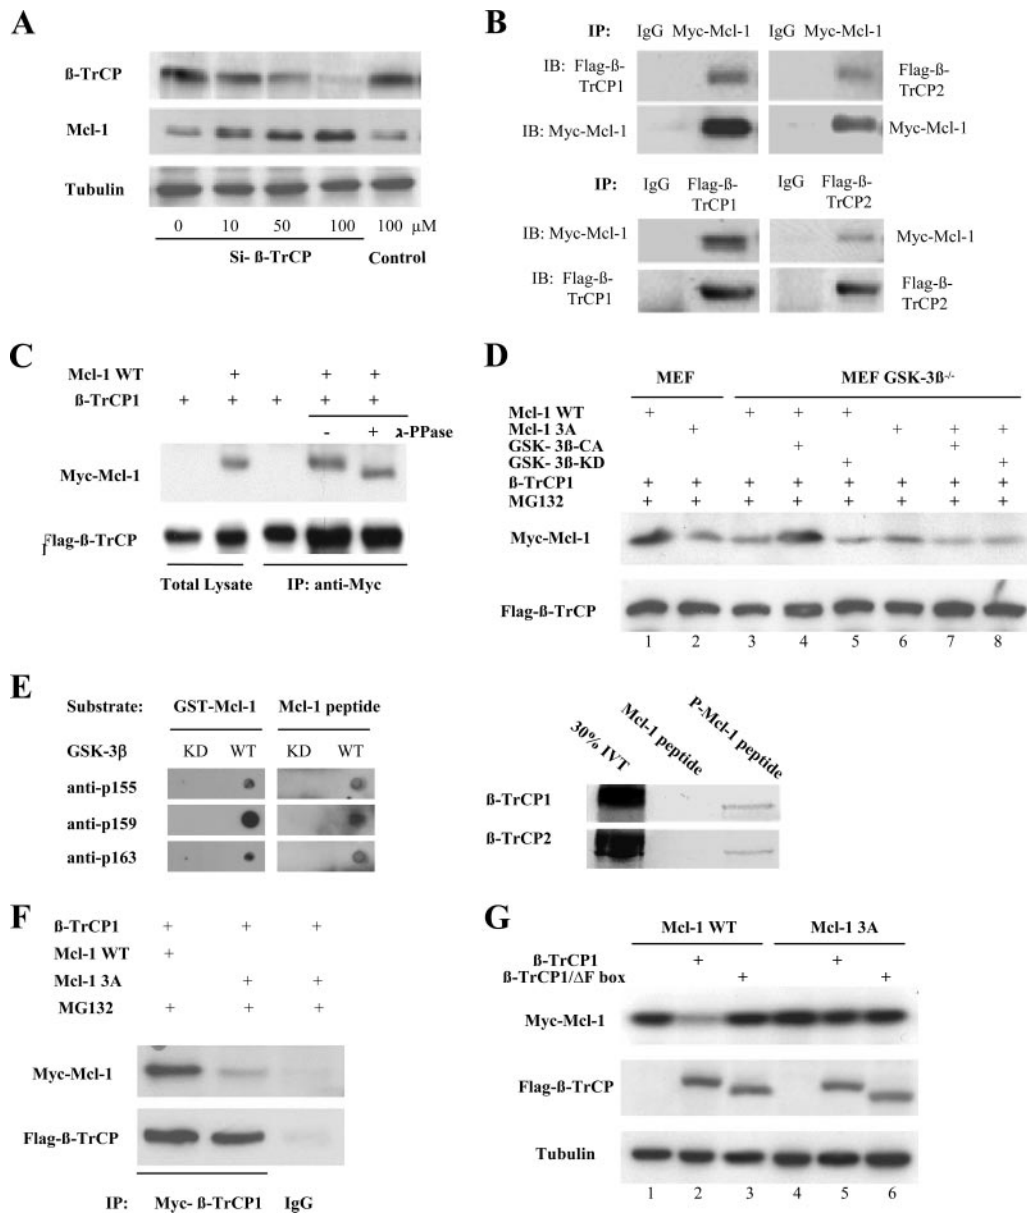 A
ß-TrCP
Mcl-1
Tubulin
0 10 50 100 100 µM
Si- ß-TrCP Control
B
IP: IgG Myc-Mcl-1 IgG Myc-Mcl-1
IB: Flag-ß-
TrCP1
Flag-ß-
TrCP2
IB: Myc-Mcl-1 Myc-Mcl-1
IP: IgG Flag-ß-
TrCP1
IgG Flag-ß-
TrCP2
IB: Myc-Mcl-1 Myc-Mcl-1
IB: Flag-ß-
TrCP1
Flag-ß-
TrCP2
C
Mcl-1 WT + + +
ß-TrCP1 + + + + +
- + λ-PPase
Myc-Mcl-1
Flag-ß-TrCP
Total Lysate IP: anti-Myc
D
MEF MEF GSK-3ß-/-
Mcl-1 WT + + + +
Mcl-1 3A + + + +
GSK- 3ß-CA + +
GSK- 3ß-KD + +
ß-TrCP1 + + + + + + + +
MG132 + + + + + + + +
Myc-Mcl-1
Flag-ß-TrCP
1 2 3 4 5 6 7 8
E
Substrate: GST-Mcl-1 Mcl-1 peptide
GSK-3β KD WT KD WT
anti-p155
anti-p159
anti-p163
30% IVT
Mcl-1 peptide
P-Mcl-1 peptide
ß-TrCP1
ß-TrCP2
F
ß-TrCP1 + + +
Mcl-1 WT +
Mcl-1 3A + +
MG132 + + +
Myc-Mcl-1
Flag-ß-TrCP
IP: Myc- ß-TrCP1 IgG
G
Mcl-1 WT Mcl-1 3A
ß-TrCP1 + +
ß-TrCP1/ΔF box + +
Myc-Mcl-1
Flag-ß-TrCP
Tubulin
1 2 3 4 5 6